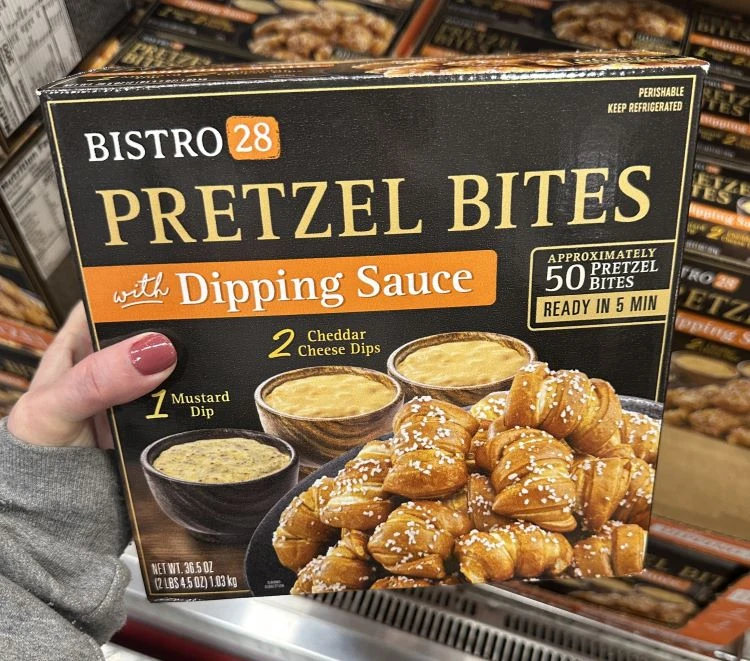 PERISHABLE
KEEP REFRIGERATED
BISTRO 28
PRETZEL BITES
with Dipping Sauce
APPROXIMATELY
50 PRETZEL
BITES
READY IN 5 MIN
2 Cheddar
Cheese Dips
1 Mustard
Dip
NET WT. 36.5 OZ
(2 LBS 4.5 OZ) 1.03 kg
SERVING
SUGGESTION